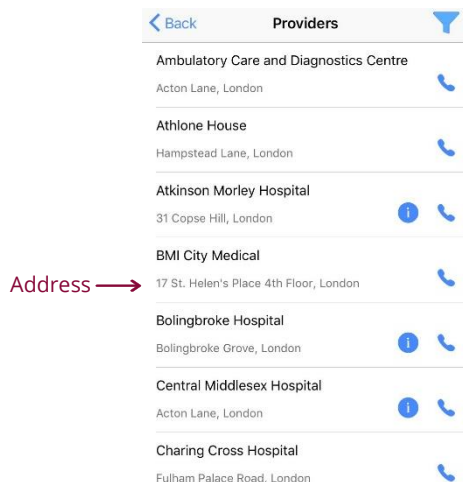 Back Providers
Ambulatory Care and Diagnostics Centre
Acton Lane, London
Athlone House
Hampstead Lane, London
Atkinson Morley Hospital
31 Copse Hill, London
i
BMI City Medical
Address
17 St. Helen's Place 4th Floor, London
Bolingbroke Hospital
Bolingbroke Grove, London
i
Central Middlesex Hospital
Acton Lane, London
i
Charing Cross Hospital
Fulham Palace Road, London